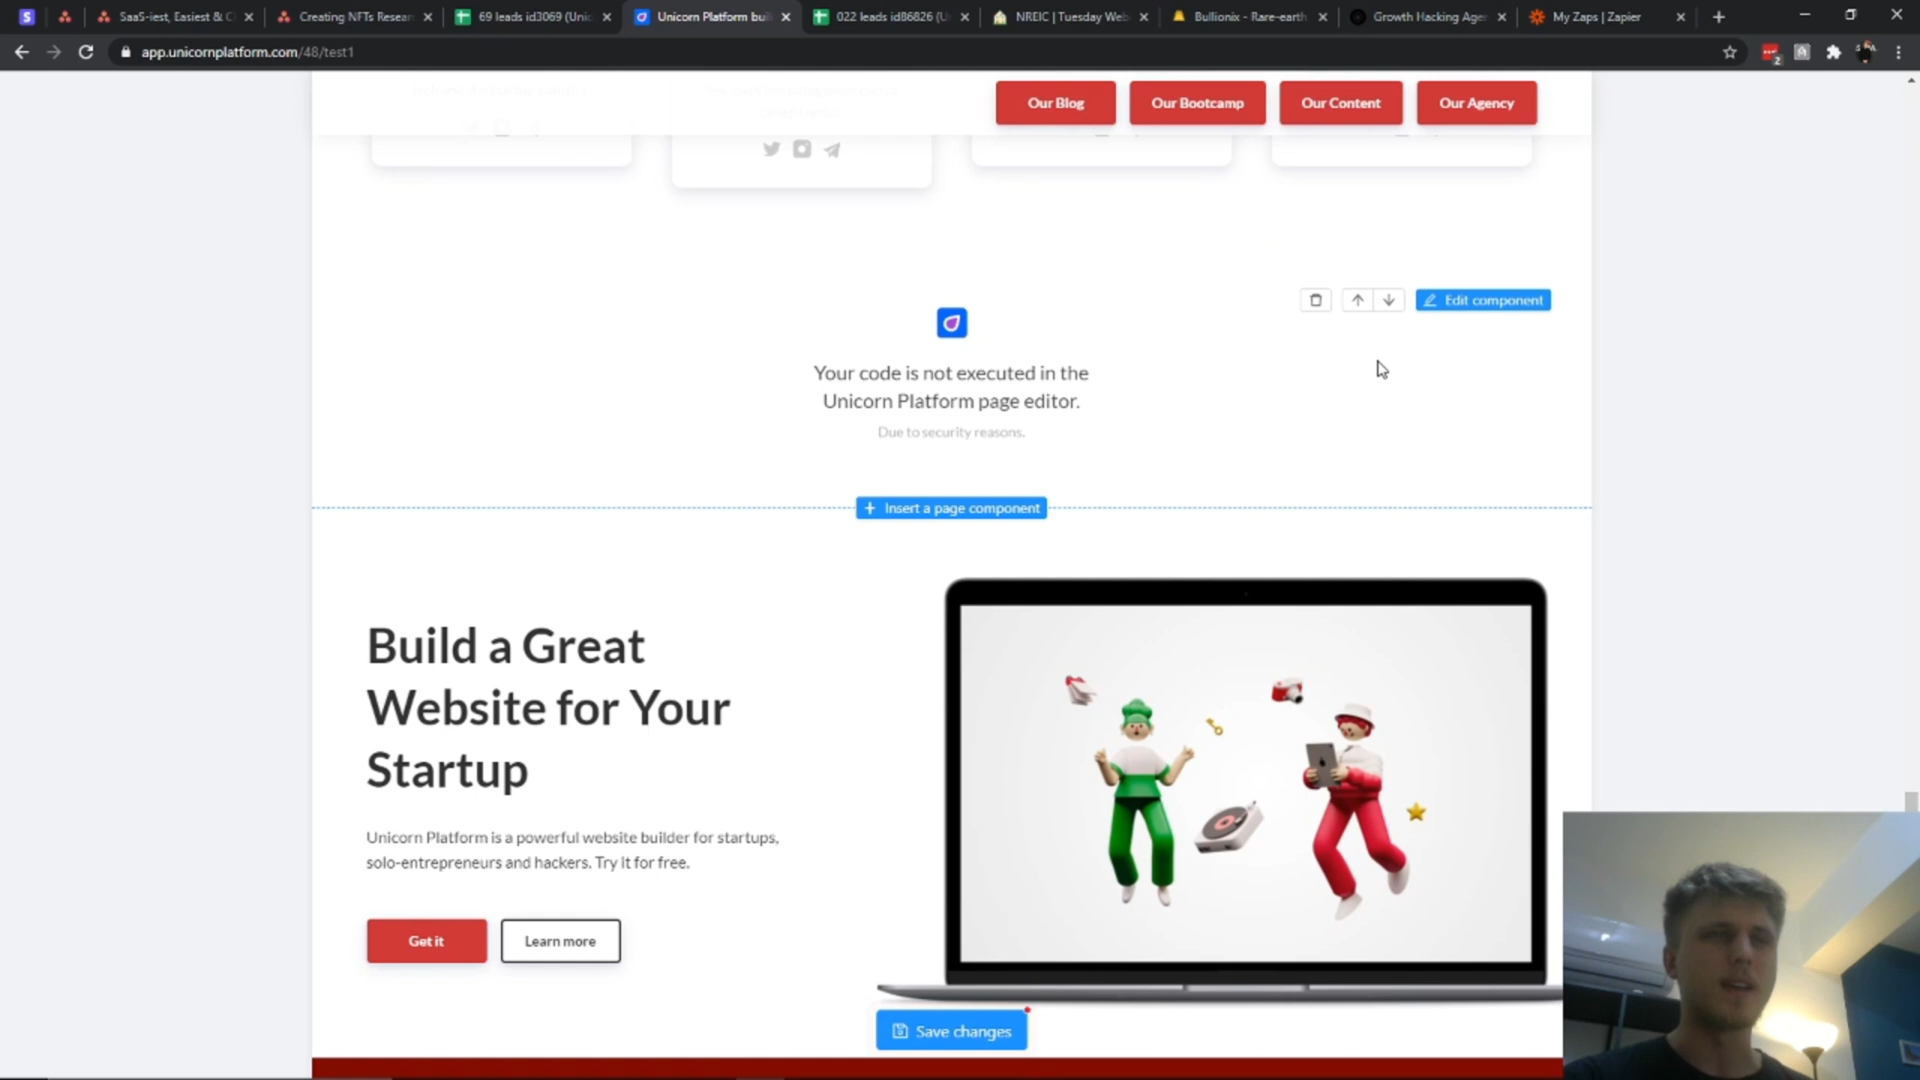 SaaS-iest, Easiest & C
Creating NFTs Resear
69 leads id3069 (Unic
Unicorn Platform bui
022 leads id86826 (U
NREIC | Tuesday Web
Bullionix - Rare-earth
Growth Hacking Age
My Zaps | Zapier
app.unicornplatform.com/48/test1
2
Our Blog
Our Bootcamp
Our Content
Our Agency
Edit component
Your code is not executed in the
Unicorn Platform page editor.
Due to security reasons.
+ Insert a page component
Build a Great
Website for Your
Startup
Unicorn Platform is a powerful website builder for startups,
solo-entrepreneurs and hackers. Try it for free.
Get it
Learn more
Save changes